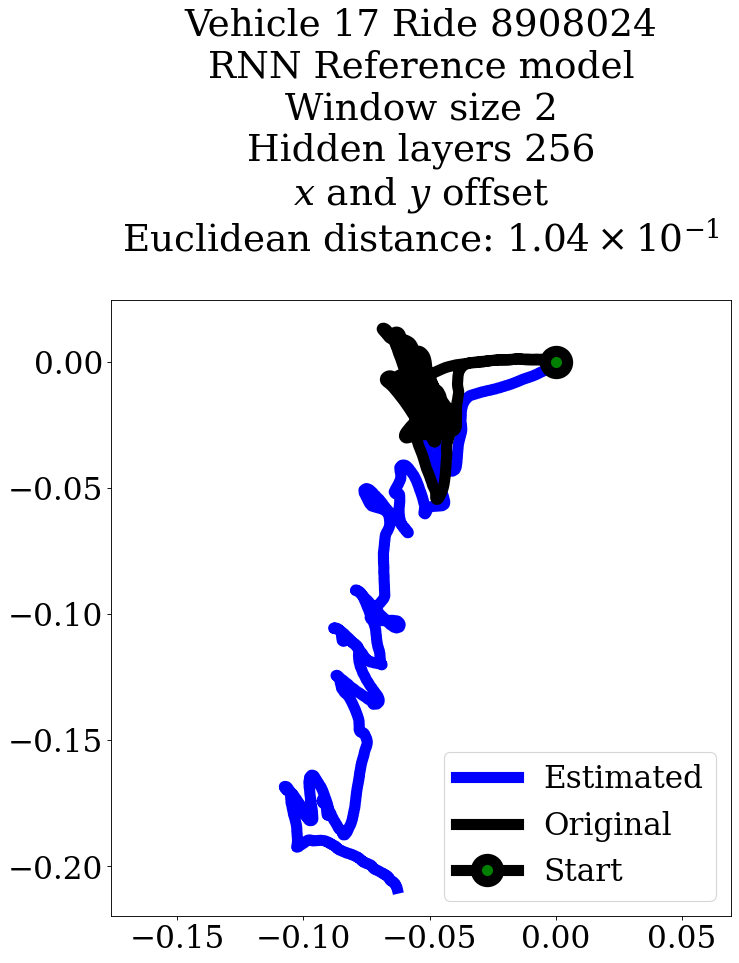 Vehicle 17 Ride 8908024
RNN Reference model
Window size 2
Hidden layers 256
x and y offset
Euclidean distance: 1.04 × 10⁻¹
0.00
−0.05
−0.10
−0.15
−0.20
Estimated
Original
Start
−0.15 −0.10 −0.05 0.00 0.05